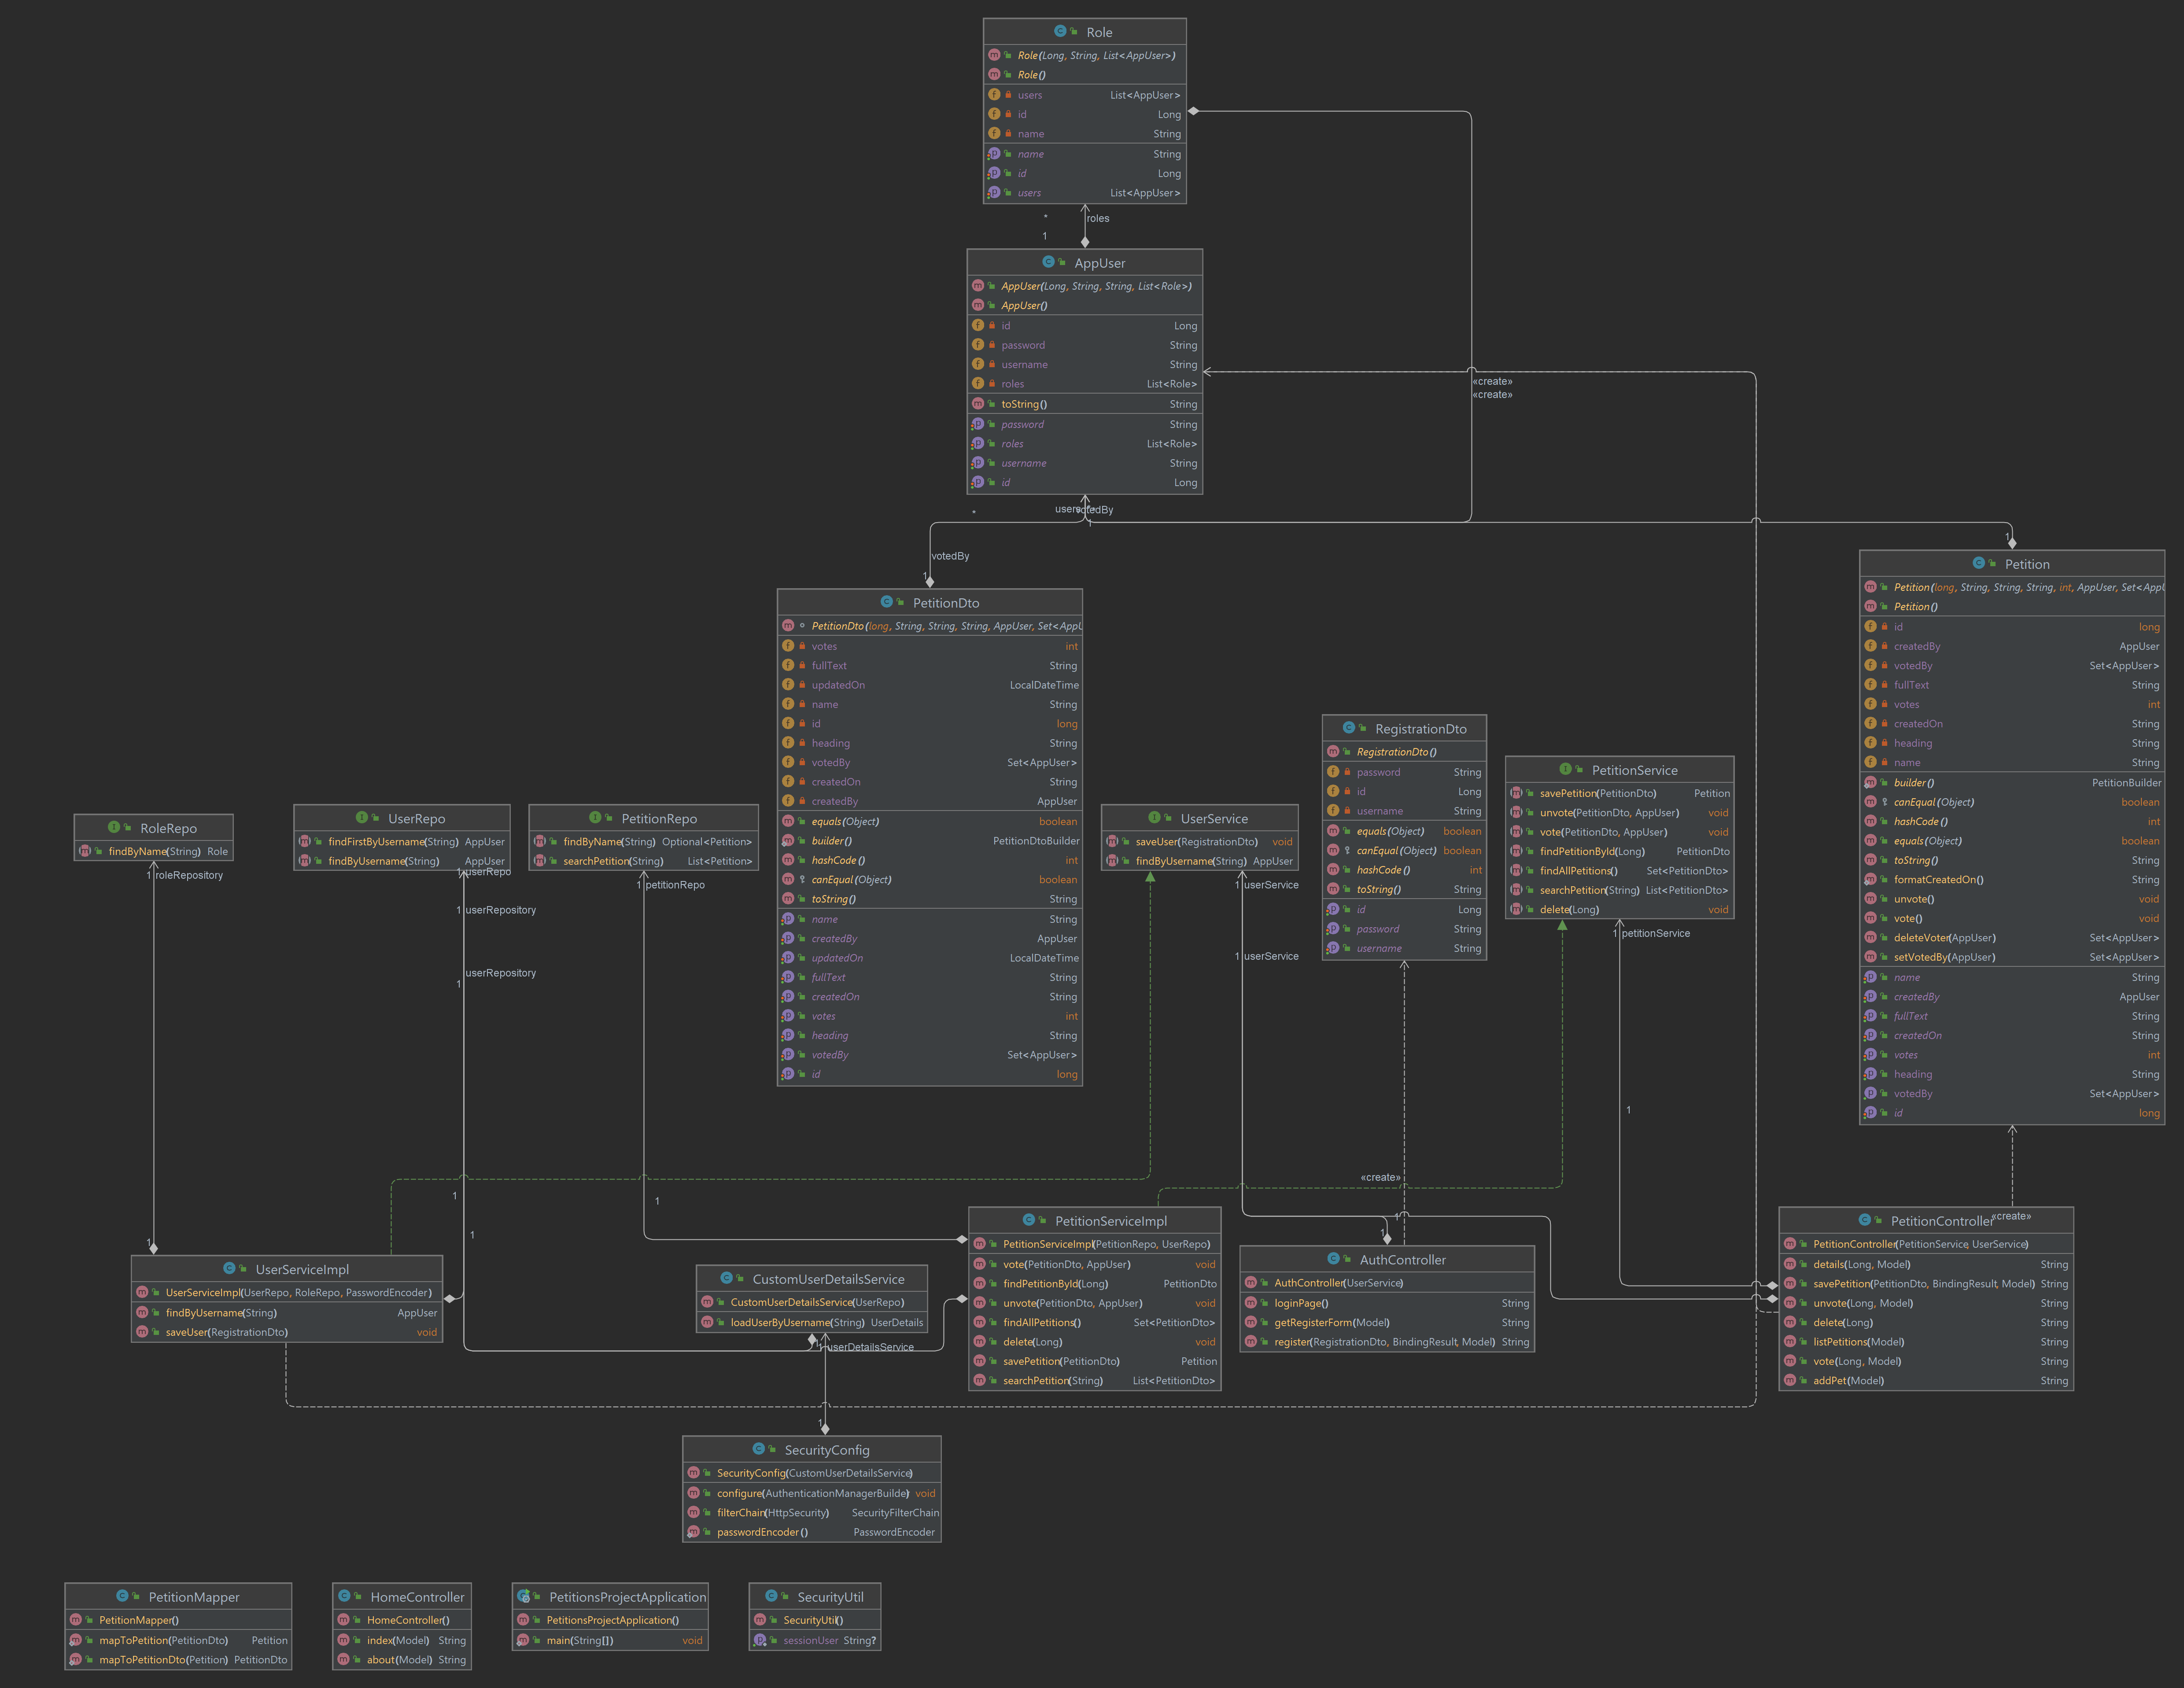 Role
Role(Long, String, List<AppUser>)
Role()
users List<AppUser>
id Long
name String
name String
id Long
users List<AppUser>
* roles
1
AppUser
AppUser(Long, String, String, List<Role>)
AppUser()
id Long
password String
username String
roles List<Role>
toString() String
password String
roles List<Role>
username String
id Long
«create»
«create»
* users
votedBy
1
votedBy
1
1
PetitionDto
PetitionDto(long, String, String, String, AppUser, Set<AppU
votes int
fullText String
updatedOn LocalDateTime
name String
id long
heading String
votedBy Set<AppUser>
createdOn String
createdBy AppUser
equals(Object) boolean
builder() PetitionDtoBuilder
hashCode() int
canEqual(Object) boolean
toString() String
name String
createdBy AppUser
updatedOn LocalDateTime
fullText String
createdOn String
votes int
heading String
votedBy Set<AppUser>
id long
Petition
Petition(long, String, String, String, int, AppUser, Set<AppU
Petition()
id long
createdBy AppUser
votedBy Set<AppUser>
fullText String
votes int
createdOn String
heading String
name String
builder() PetitionBuilder
canEqual(Object) boolean
hashCode() int
equals(Object) boolean
toString() String
formatCreatedOn() String
unvote() void
vote() void
deleteVoter(AppUser) Set<AppUser>
setVotedBy(AppUser) Set<AppUser>
name String
createdBy AppUser
fullText String
createdOn String
votes int
heading String
votedBy Set<AppUser>
id long
RegistrationDto
RegistrationDto()
password String
id Long
username String
equals(Object) boolean
canEqual(Object) boolean
hashCode() int
toString() String
id Long
password String
username String
PetitionService
savePetition(PetitionDto) Petition
unvote(PetitionDto, AppUser) void
vote(PetitionDto, AppUser) void
findPetitionById(Long) PetitionDto
findAllPetitions() Set<PetitionDto>
searchPetition(String) List<PetitionDto>
delete(Long) void
RoleRepo
findByName(String) Role
UserRepo
findFirstByUsername(String) AppUser
findByUsername(String) AppUser
PetitionRepo
findByName(String) Optional<Petition>
searchPetition(String) List<Petition>
UserService
saveUser(RegistrationDto) void
findByUsername(String) AppUser
1 roleRepository
userRepo
1 userRepository
userRepository
1
1 petitionRepo
1 userService
1 userService
1 petitionService
1
1
1
1
1
«create»
1
1
«create»
UserServiceImpl
UserServiceImpl(UserRepo, RoleRepo, PasswordEncoder)
findByUsername(String) AppUser
saveUser(RegistrationDto) void
CustomUserDetailsService
CustomUserDetailsService(UserRepo)
loadUserByUsername(String) UserDetails
1 userDetailsService
1
PetitionServiceImpl
PetitionServiceImpl(PetitionRepo, UserRepo)
vote(PetitionDto, AppUser) void
findPetitionById(Long) PetitionDto
unvote(PetitionDto, AppUser) void
findAllPetitions() Set<PetitionDto>
delete(Long) void
savePetition(PetitionDto) Petition
searchPetition(String) List<PetitionDto>
AuthController
AuthController(UserService)
loginPage() String
getRegisterForm(Model) String
register(RegistrationDto, BindingResult, Model) String
PetitionController
PetitionController(PetitionService, UserService)
details(Long, Model) String
savePetition(PetitionDto, BindingResult, Model) String
unvote(Long, Model) String
delete(Long) String
listPetitions(Model) String
vote(Long, Model) String
addPet(Model) String
SecurityConfig
SecurityConfig(CustomUserDetailsService)
configure(AuthenticationManagerBuilder) void
filterChain(HttpSecurity) SecurityFilterChain
passwordEncoder() PasswordEncoder
PetitionMapper
PetitionMapper()
mapToPetition(PetitionDto) Petition
mapToPetitionDto(Petition) PetitionDto
HomeController
HomeController()
index(Model) String
about(Model) String
PetitionsProjectApplication
PetitionsProjectApplication()
main(String[]) void
SecurityUtil
SecurityUtil()
sessionUser String?